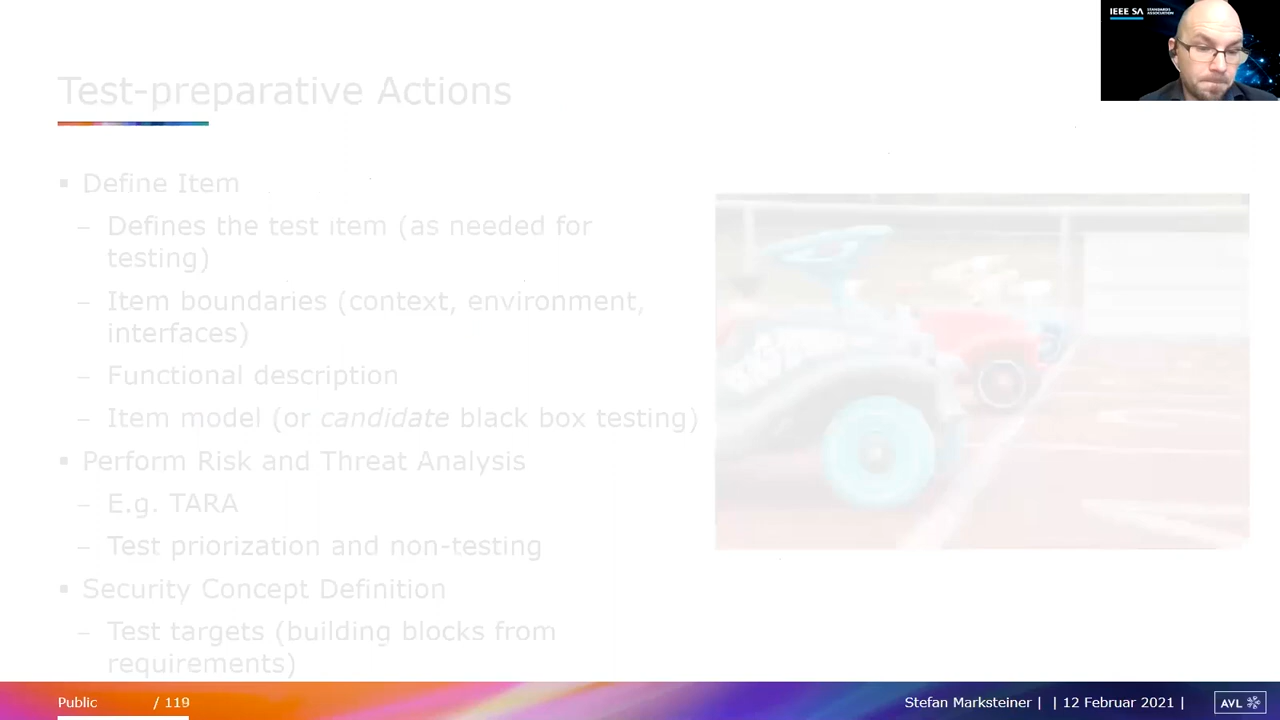 IEEE SA STANDARDS ASSOCIATION
Test-preparative Actions
▪ Define Item
– Defines the test item (as needed for
testing)
– Item boundaries (context, environment,
interfaces)
– Functional description
– Item model (or candidate black box testing)
▪ Perform Risk and Threat Analysis
– E.g. TARA
– Test priorization and non-testing
▪ Security Concept Definition
– Test targets (building blocks from
requirements)
Public / 119 Stefan Marksteiner | | 12 Februar 2021 | AVL